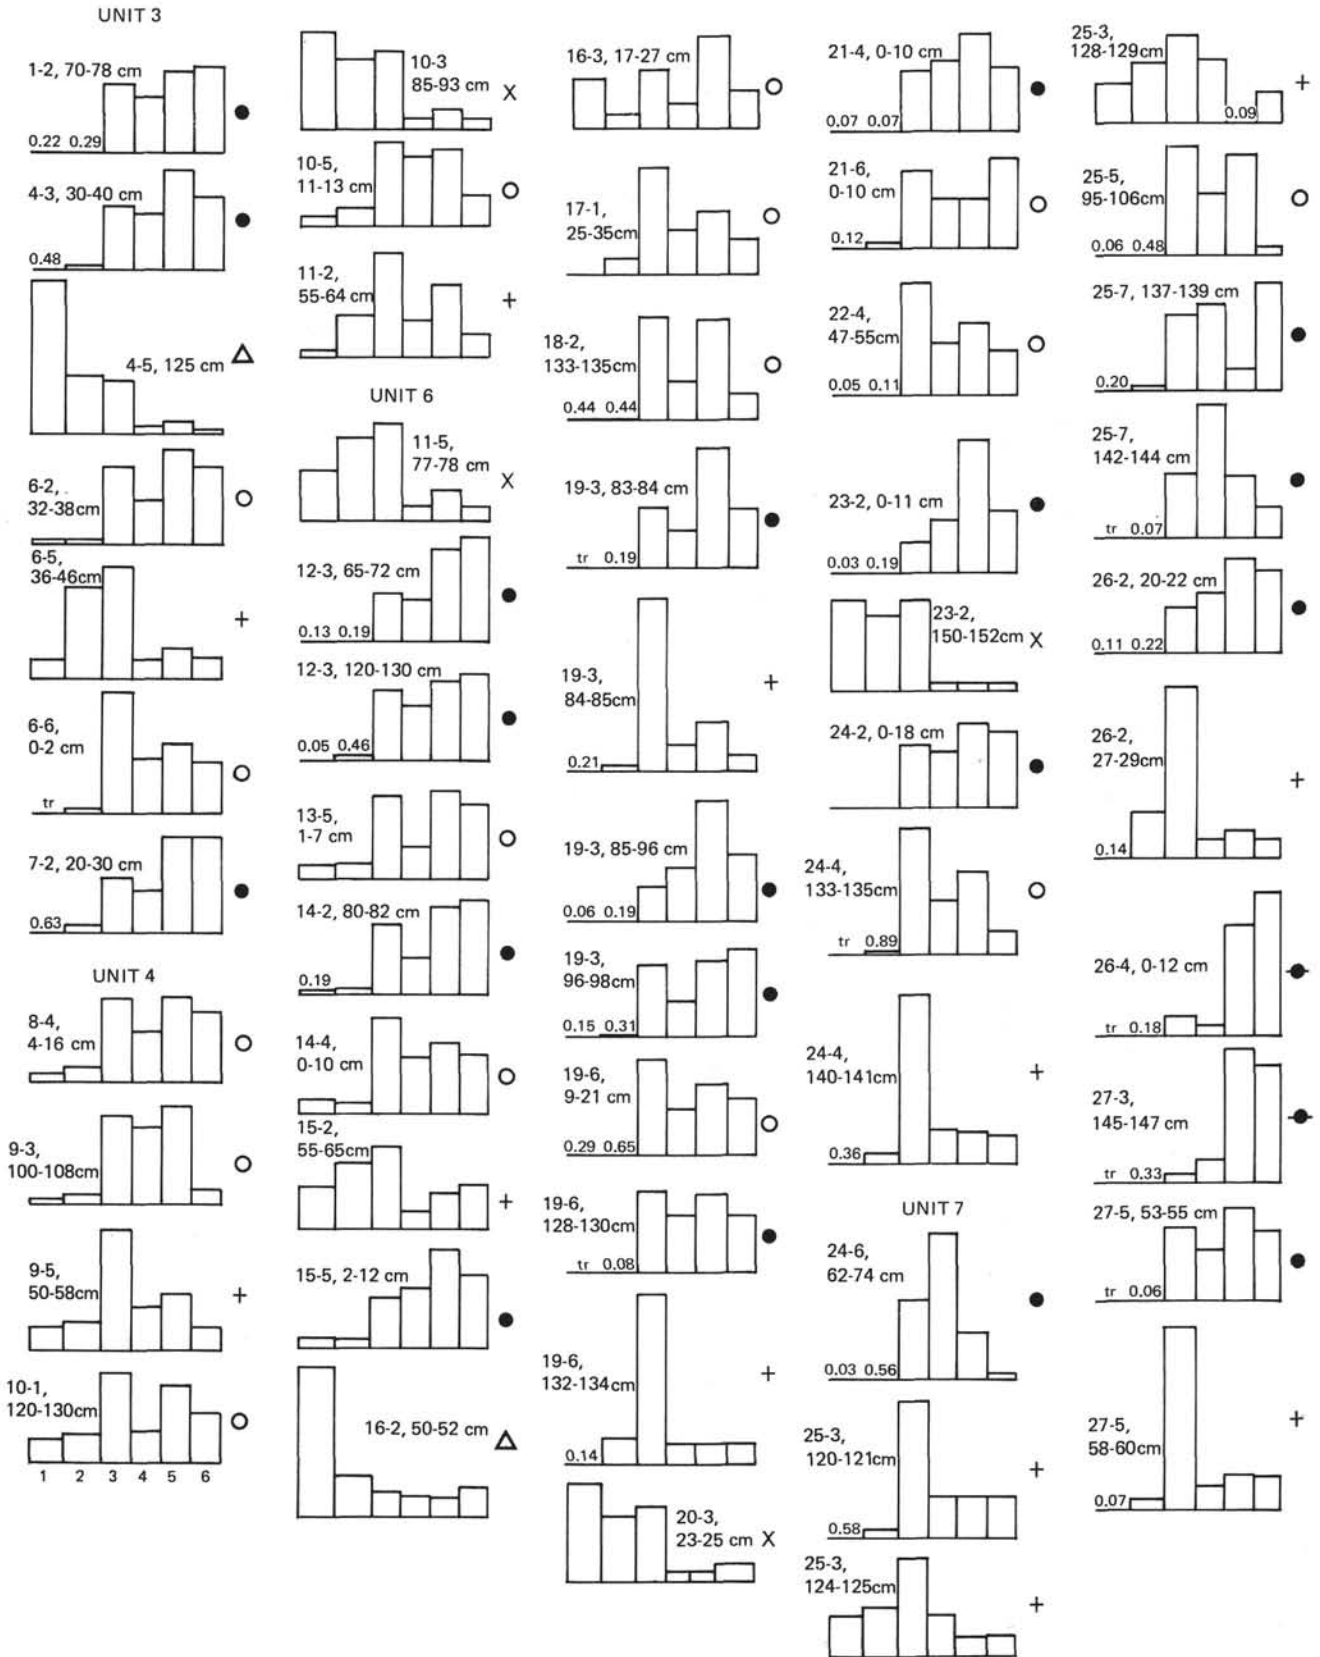 UNIT 3
1-2, 70-78 cm
0.22 0.29
4-3, 30-40 cm
0.48
4-5, 125 cm
6-2,
32-38cm
6-5,
36-46cm
6-6,
0-2 cm
tr
7-2, 20-30 cm
0.63
UNIT 4
8-4,
4-16 cm
9-3,
100-108cm
9-5,
50-58cm
10-1,
120-130cm
1 2 3 4 5 6
10-3
85-93 cm
X
10-5,
11-13 cm
11-2,
55-64 cm
+
UNIT 6
11-5,
77-78 cm
X
12-3, 65-72 cm
0.13 0.19
12-3, 120-130 cm
0.05 0.46
13-5,
1-7 cm
14-2, 80-82 cm
0.19
14-4,
0-10 cm
15-2,
55-65cm
+
15-5, 2-12 cm
16-2, 50-52 cm
16-3, 17-27 cm
17-1,
25-35cm
18-2,
133-135cm
0.44 0.44
19-3, 83-84 cm
tr 0.19
19-3,
84-85cm
+
0.21
19-3, 85-96 cm
0.06 0.19
19-3,
96-98cm
0.15 0.31
19-6,
9-21 cm
0.29 0.65
19-6,
128-130cm
tr 0.08
19-6,
132-134cm
+
0.14
20-3,
23-25 cm X
21-4, 0-10 cm
0.07 0.07
21-6,
0-10 cm
0.12
22-4,
47-55cm
0.05 0.11
23-2, 0-11 cm
0.03 0.19
23-2,
150-152cm X
24-2, 0-18 cm
24-4,
133-135cm
tr 0.89
24-4,
140-141cm
+
0.36
UNIT 7
24-6,
62-74 cm
0.03 0.56
25-3,
120-121cm
+
0.58
25-3,
124-125cm
+
25-3,
128-129cm
+
0.09
25-5,
95-106cm
0.06 0.48
25-7, 137-139 cm
0.20
25-7,
142-144 cm
tr 0.07
26-2, 20-22 cm
0.11 0.22
26-2,
27-29cm
+
0.14
26-4, 0-12 cm
tr 0.18
27-3,
145-147 cm
tr 0.33
27-5, 53-55 cm
tr 0.06
27-5,
58-60cm
+
0.07